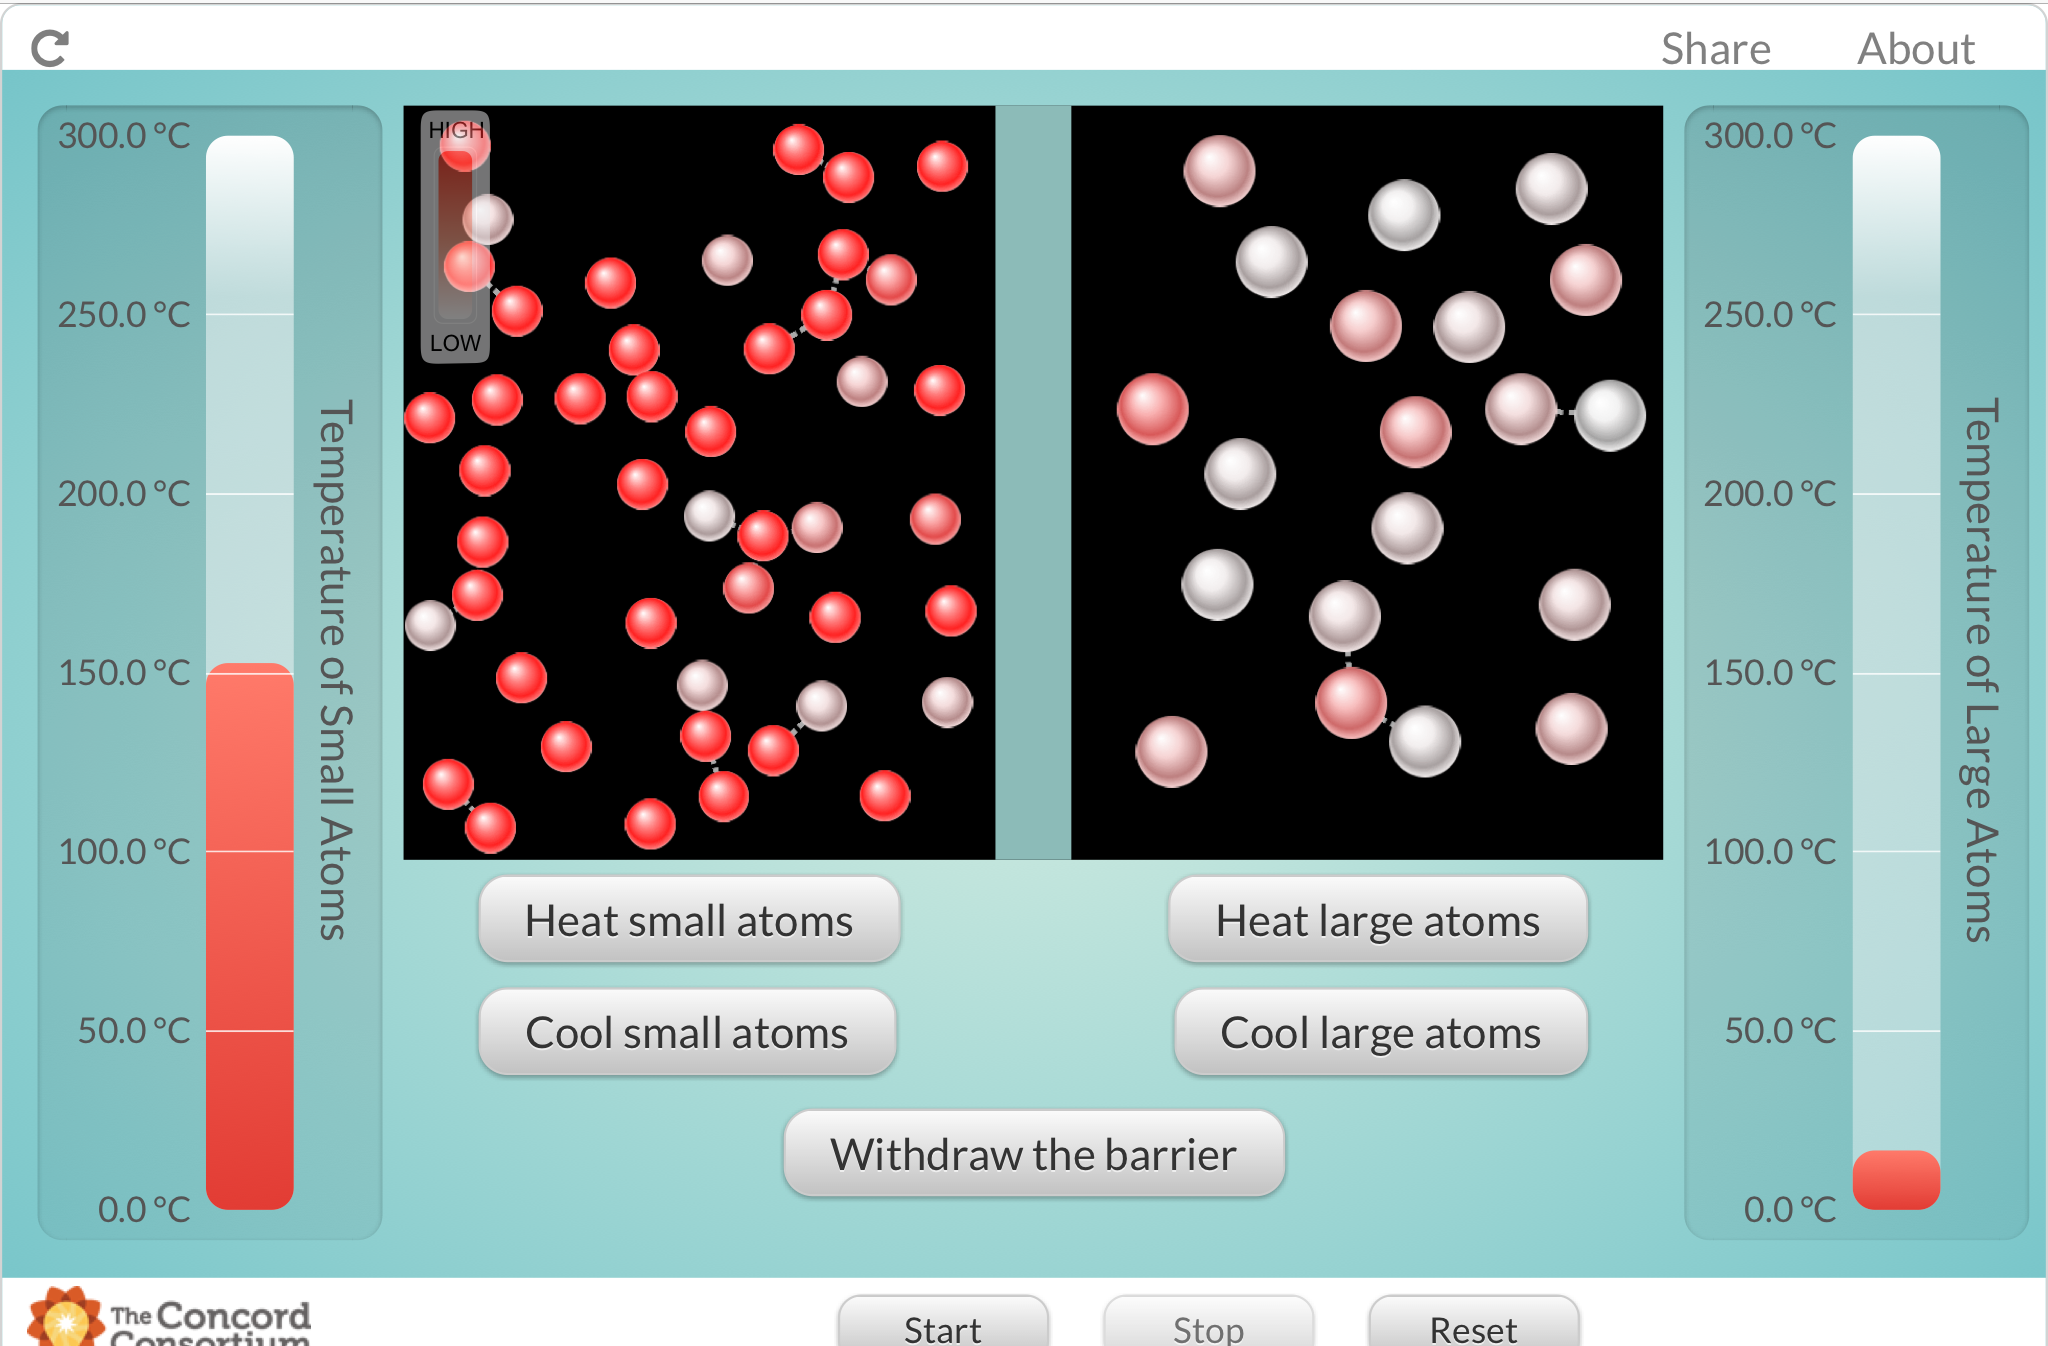 Share About
300.0 °C
250.0 °C
200.0 °C
150.0 °C
100.0 °C
50.0 °C
0.0 °C
Temperature of Small Atoms
HIGH
LOW
300.0 °C
250.0 °C
200.0 °C
150.0 °C
100.0 °C
50.0 °C
0.0 °C
Temperature of Large Atoms
Heat small atoms
Heat large atoms
Cool small atoms
Cool large atoms
Withdraw the barrier
The Concord
Consortium
Start
Stop
Reset